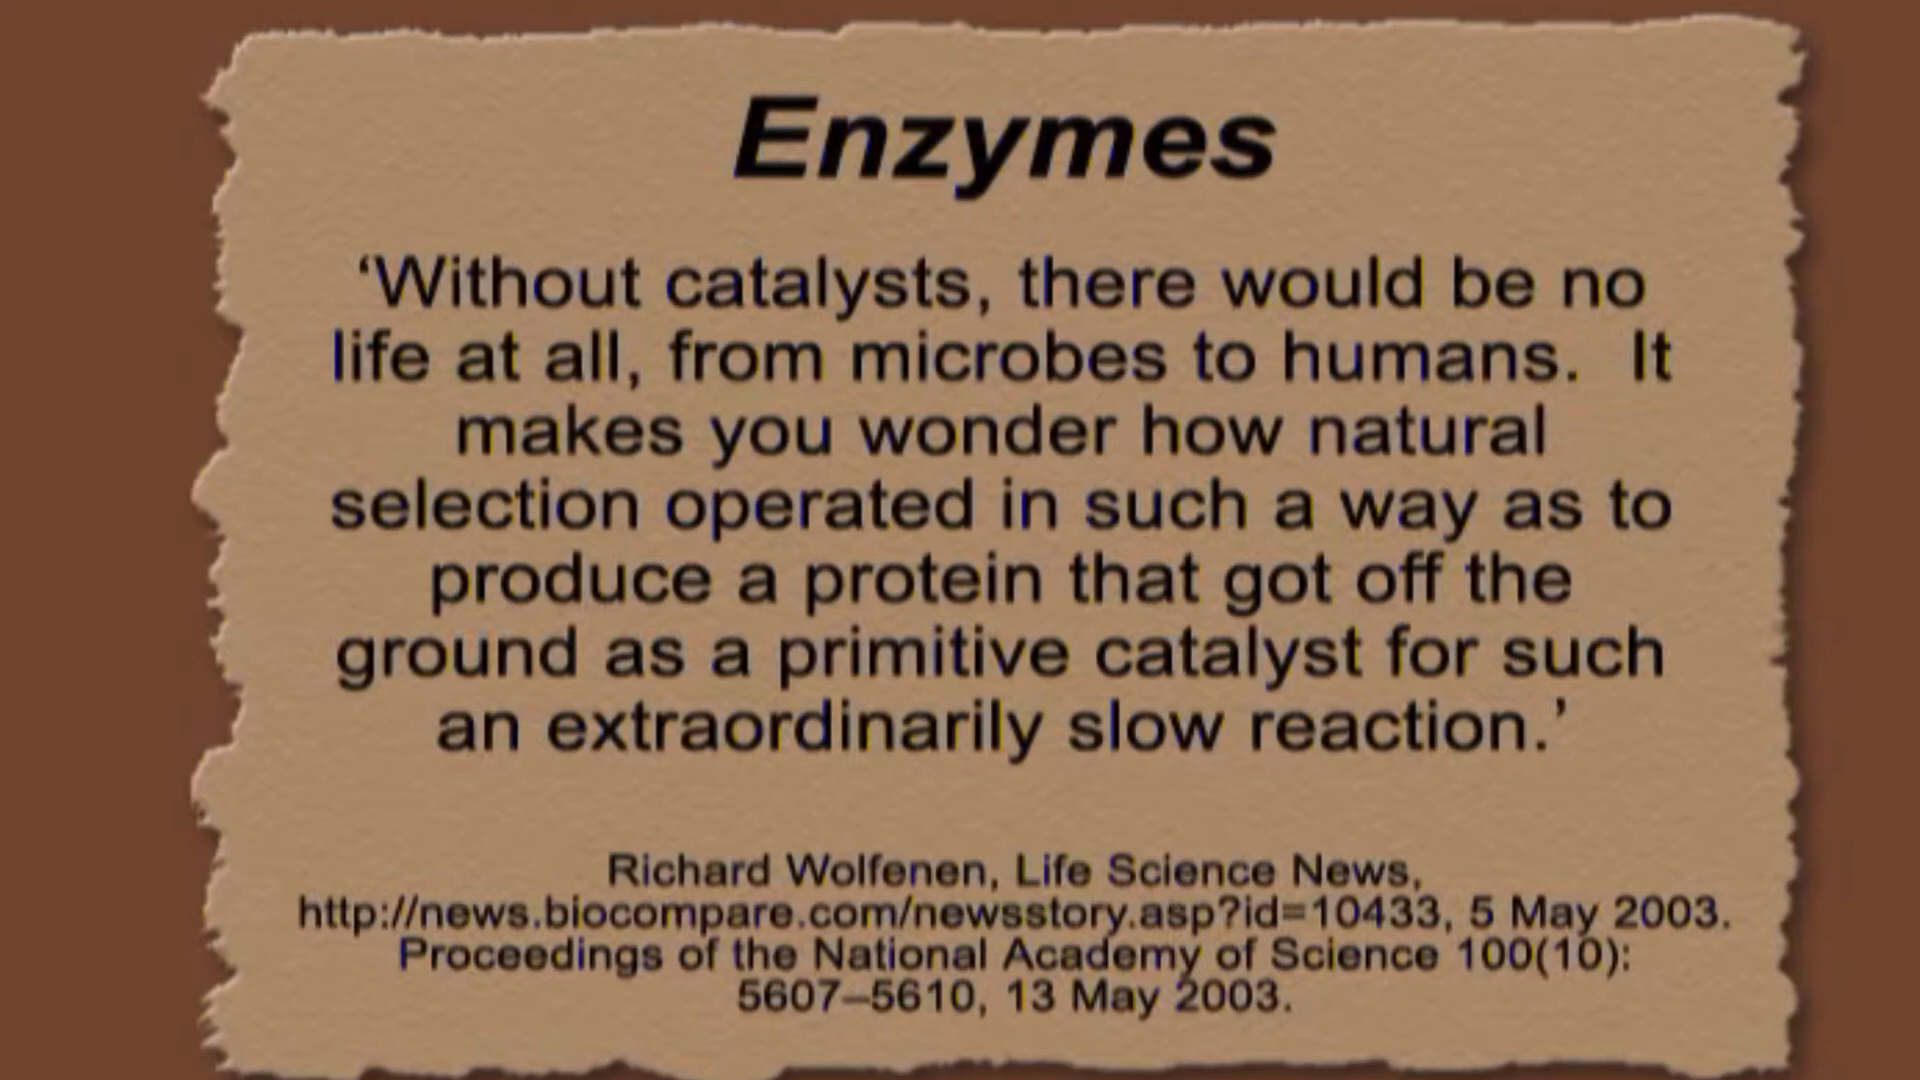 Enzymes
‘Without catalysts, there would be no
life at all, from microbes to humans.  It
makes you wonder how natural
selection operated in such a way as to
produce a protein that got off the
ground as a primitive catalyst for such
an extraordinarily slow reaction.’
Richard Wolfenen, Life Science News,
http://news.biocompare.com/newsstory.asp?id=10433, 5 May 2003.
Proceedings of the National Academy of Science 100(10):
5607–5610, 13 May 2003.